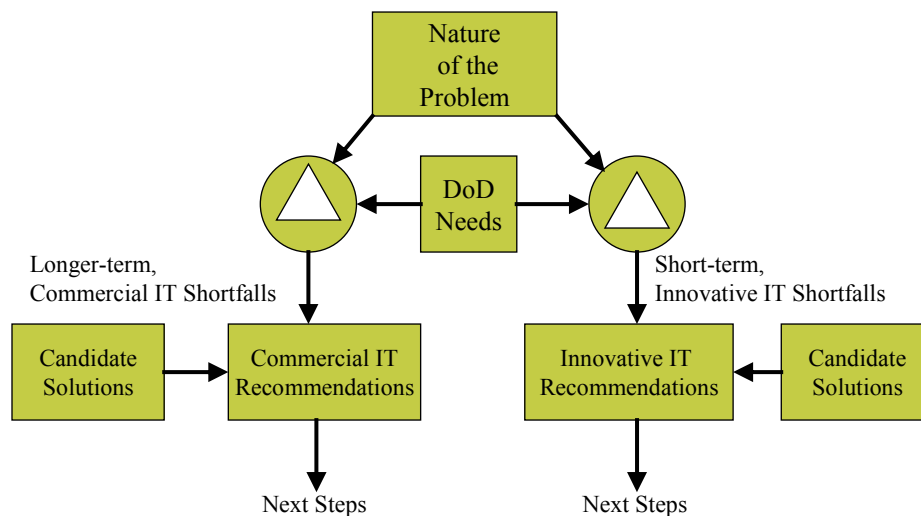 Nature
of the
Problem
DoD
Needs
Longer-term,
Commercial IT Shortfalls
Short-term,
Innovative IT Shortfalls
Candidate
Solutions
Commercial IT
Recommendations
Innovative IT
Recommendations
Candidate
Solutions
Next Steps
Next Steps